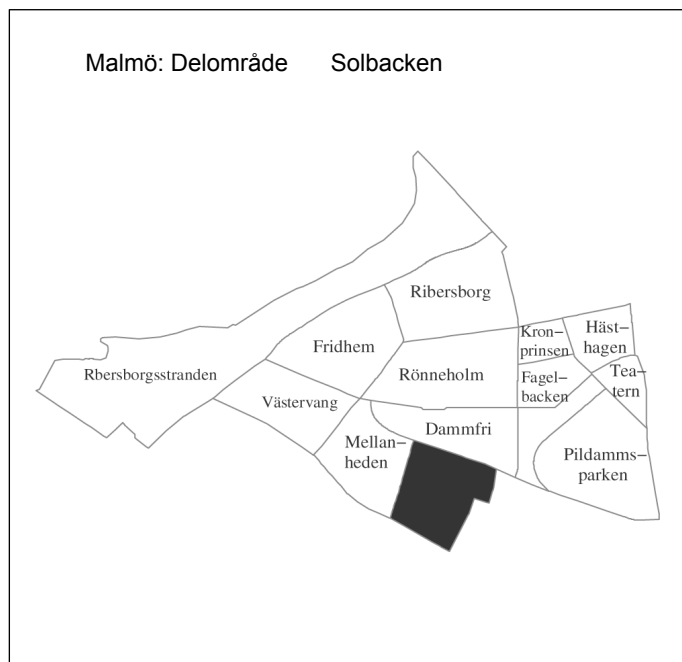 Malmö: Delområde Solbacken
Ribersborg
Kron–
prinsen
Häst–
hagen
Fridhem
Rbersborgsstranden
Rönneholm
Fagel–
backen
Tea–
tern
Västervang
Dammfri
Mellan–
heden
Pildamms-
parken